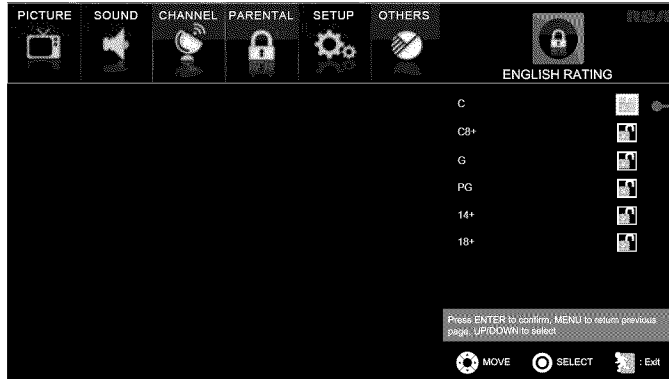 PICTURE SOUND CHANNEL PARENTAL SETUP OTHERS
ENGLISH RATING
C
C8+
G
PG
14+
18+
Press ENTER to confirm, MENU to return previous
page, UP/DOWN to select
MOVE SELECT : Exit